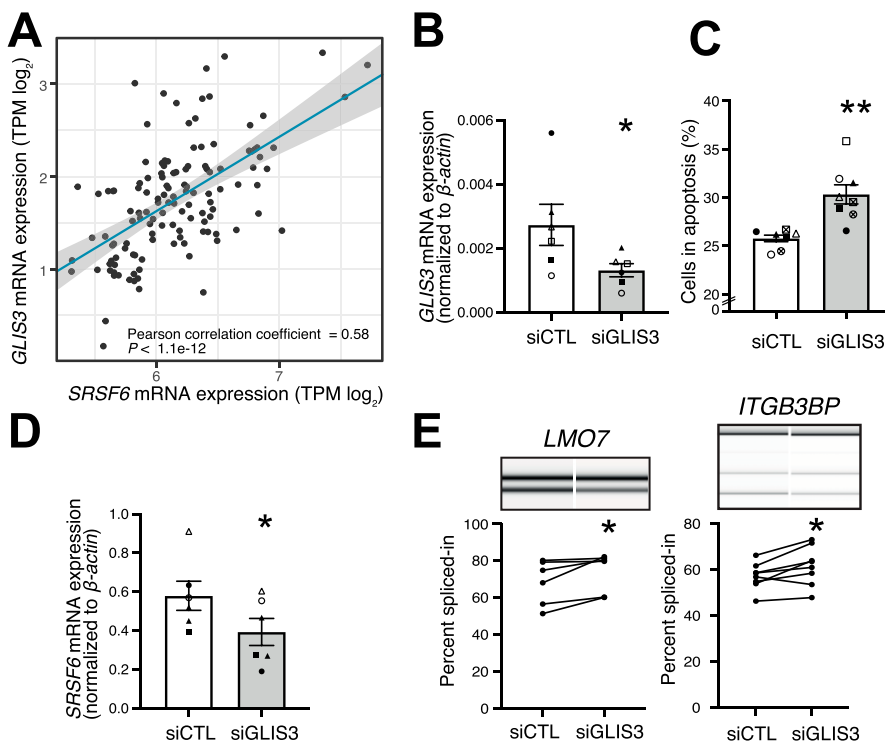 A
GLIS3 mRNA expression (TPM log2)
3
2
1
Pearson correlation coefficient = 0.58
P < 1.1e-12
6
7
SRSF6 mRNA expression (TPM log2)
B
GLIS3 mRNA expression
(normalized to β-actin)
0.006
0.004
0.002
0.000
*
siCTL
siGLIS3
C
Cells in apoptosis (%)
40
35
30
25
20
0
**
siCTL
siGLIS3
D
SRSF6 mRNA expression
(normalized to β-actin)
1.0
0.8
0.6
0.4
0.2
0.0
*
siCTL
siGLIS3
E
LMO7
Percent spliced-in
100
80
60
40
20
0
*
siCTL
siGLIS3
ITGB3BP
Percent spliced-in
80
60
40
20
0
*
siCTL
siGLIS3